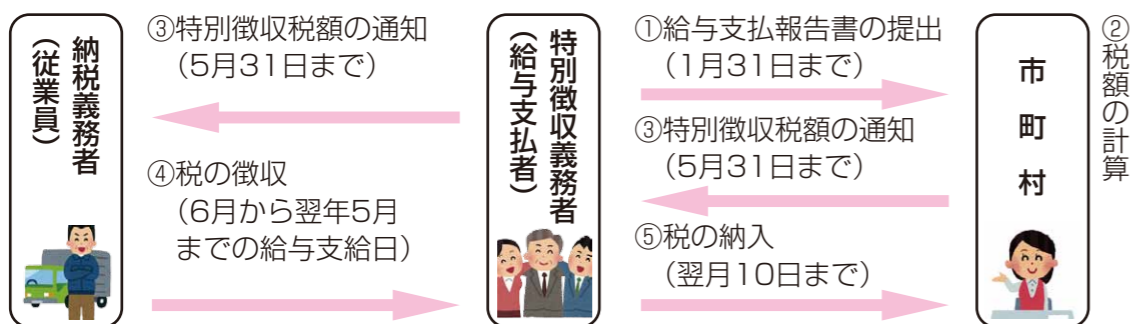 納税義務者
（従業員）
③特別徴収税額の通知
（5月31日まで）
④税の徴収
（6月から翌年5月
までの給与支給日）
特別徴収義務者
（給与支払者）
①給与支払報告書の提出
（1月31日まで）
③特別徴収税額の通知
（5月31日まで）
⑤税の納入
（翌月10日まで）
市町村
②税額の計算